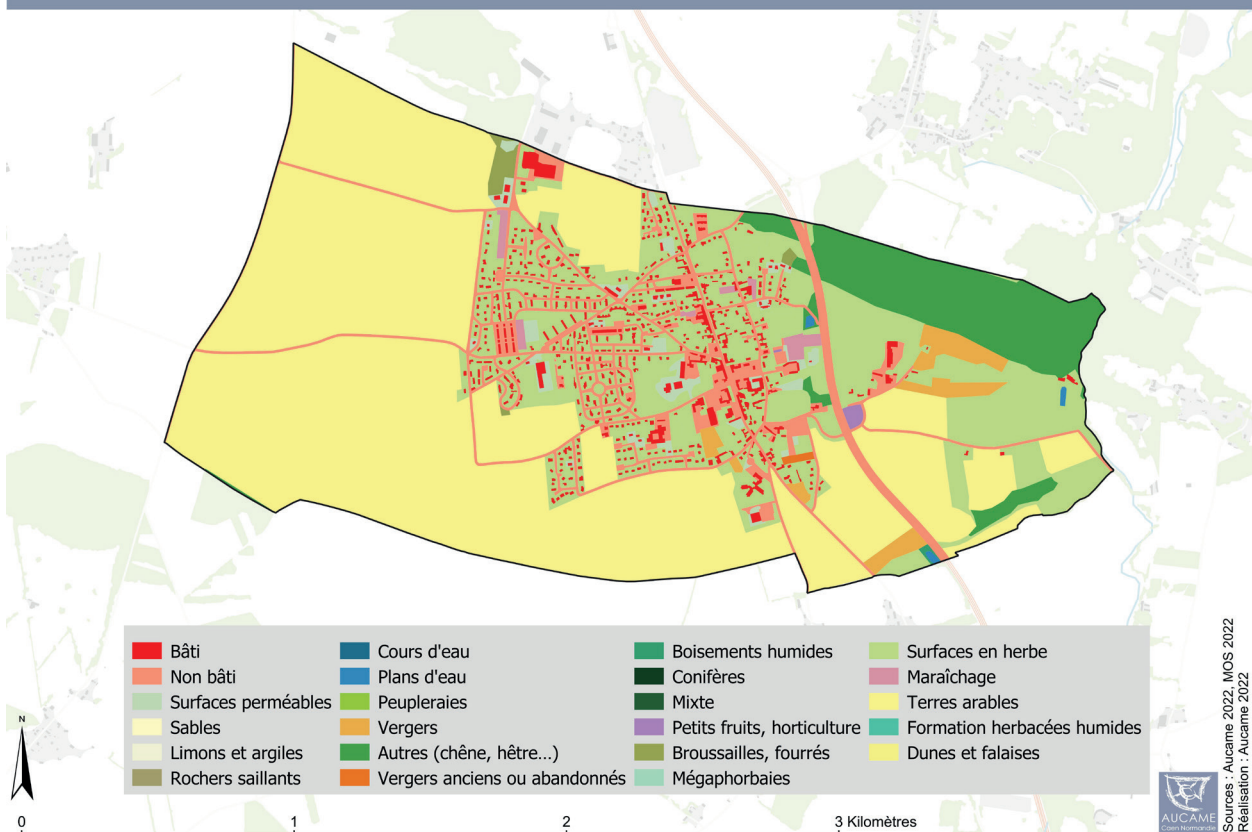 Bâti
Non bâti
Surfaces perméables
Sables
Limons et argiles
Rochers saillants
Cours d'eau
Plans d'eau
Peupleraies
Vergers
Autres (chêne, hêtre...)
Vergers anciens ou abandonnés
Boisements humides
Conifères
Mixte
Petits fruits, horticulture
Broussailles, fourrés
Mégaphorbaies
Surfaces en herbe
Maraîchage
Terres arables
Formation herbacées humides
Dunes et falaises
N
0
1
2
3 Kilomètres
AUCAME
Caen Normandie
Sources : Aucame 2022, MOS 2022
Réalisation : Aucame 2022